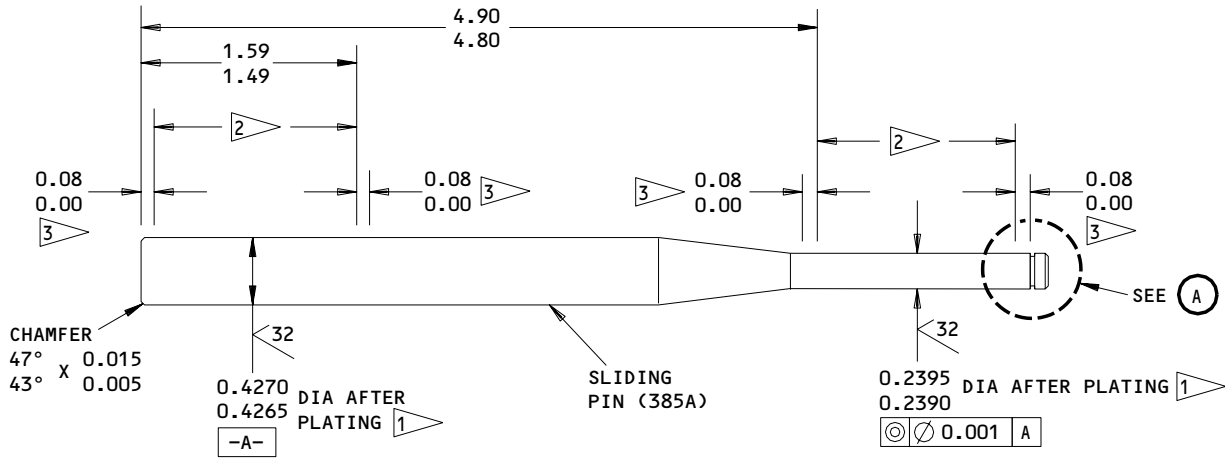 4.90
4.80
1.59
1.49
2
2
0.08
0.00
3
0.08
0.00
3
3
0.08
0.00
0.08
0.00
3
SEE A
CHAMFER
47° X 0.015
43° 0.005
32
0.4270 DIA AFTER
0.4265 PLATING 1
-A-
SLIDING
PIN (385A)
32
0.2395 DIA AFTER PLATING 1
0.2390
◎ ∅ 0.001 A